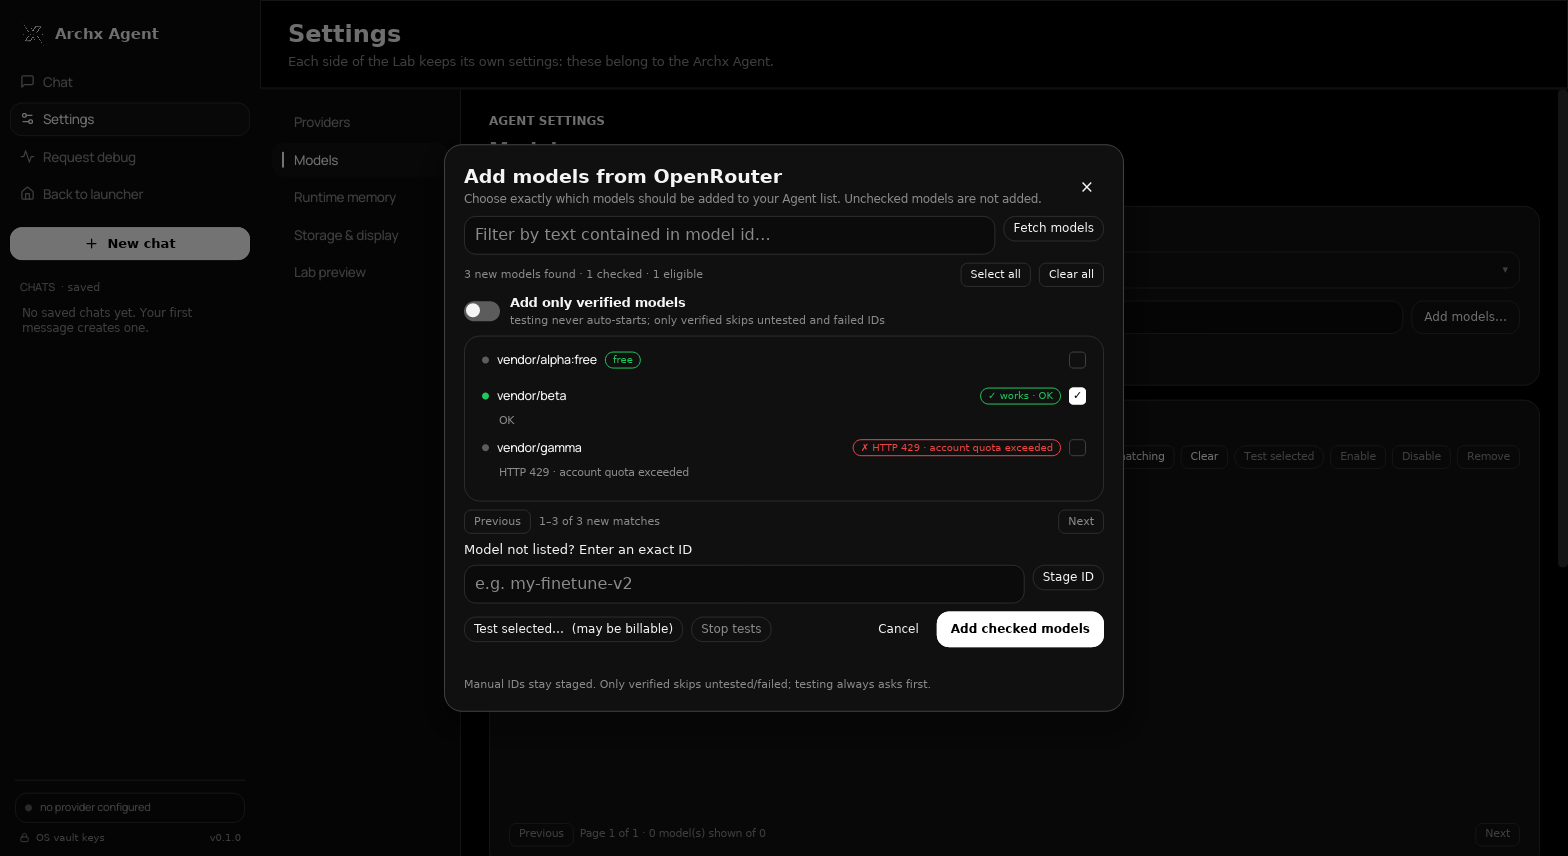 Archx Agent
Chat
Settings
Request debug
Back to launcher
+ New chat
CHATS · saved
No saved chats yet. Your first
message creates one.
no provider configured
OS vault keys v0.1.0
Settings
Each side of the Lab keeps its own settings; these belong to the Archx Agent.
Providers
Models
Runtime memory
Storage & display
Lab preview
AGENT SETTINGS
Add models...
Clear
Test selected
Enable
Disable
Remove
Previous
Page 1 of 1 · 0 model(s) shown of 0
Next
Add models from OpenRouter
×
Choose exactly which models should be added to your Agent list. Unchecked models are not added.
Filter by text contained in model id...
Fetch models
3 new models found · 1 checked · 1 eligible
Select all
Clear all
Add only verified models
testing never auto-starts; only verified skips untested and failed IDs
vendor/alpha:free free
vendor/beta ✓ works · OK ✓
OK
vendor/gamma ✗ HTTP 429 · account quota exceeded
HTTP 429 · account quota exceeded
Previous
1–3 of 3 new matches
Next
Model not listed? Enter an exact ID
e.g. my-finetune-v2
Stage ID
Test selected... (may be billable)
Stop tests
Cancel
Add checked models
Manual IDs stay staged. Only verified skips untested/failed; testing always asks first.